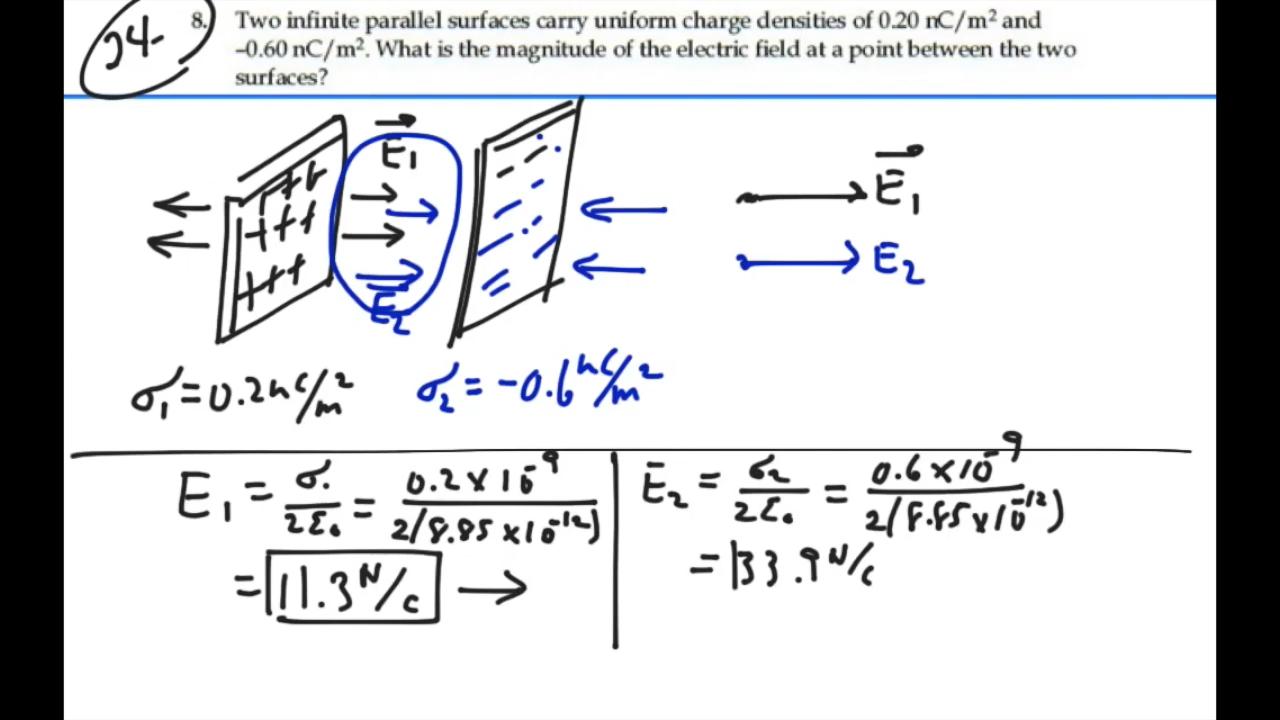 24-
8. Two infinite parallel surfaces carry uniform charge densities of 0.20 nC/m² and
–0.60 nC/m². What is the magnitude of the electric field at a point between the two
surfaces?
E₁
E₂
E₁
E₂
σ₁ = 0.2 nC/m²
σ₂ = -0.6 nC/m²
E₁ = σ₁/2ε₀ = 0.2 x 10⁻⁹/2(8.85 x 10⁻¹²)
= 11.3 N/C →
E₂ = σ₂/2ε₀ = 0.6 x 10⁻⁹/2(8.85 x 10⁻¹²)
= 33.9 N/C